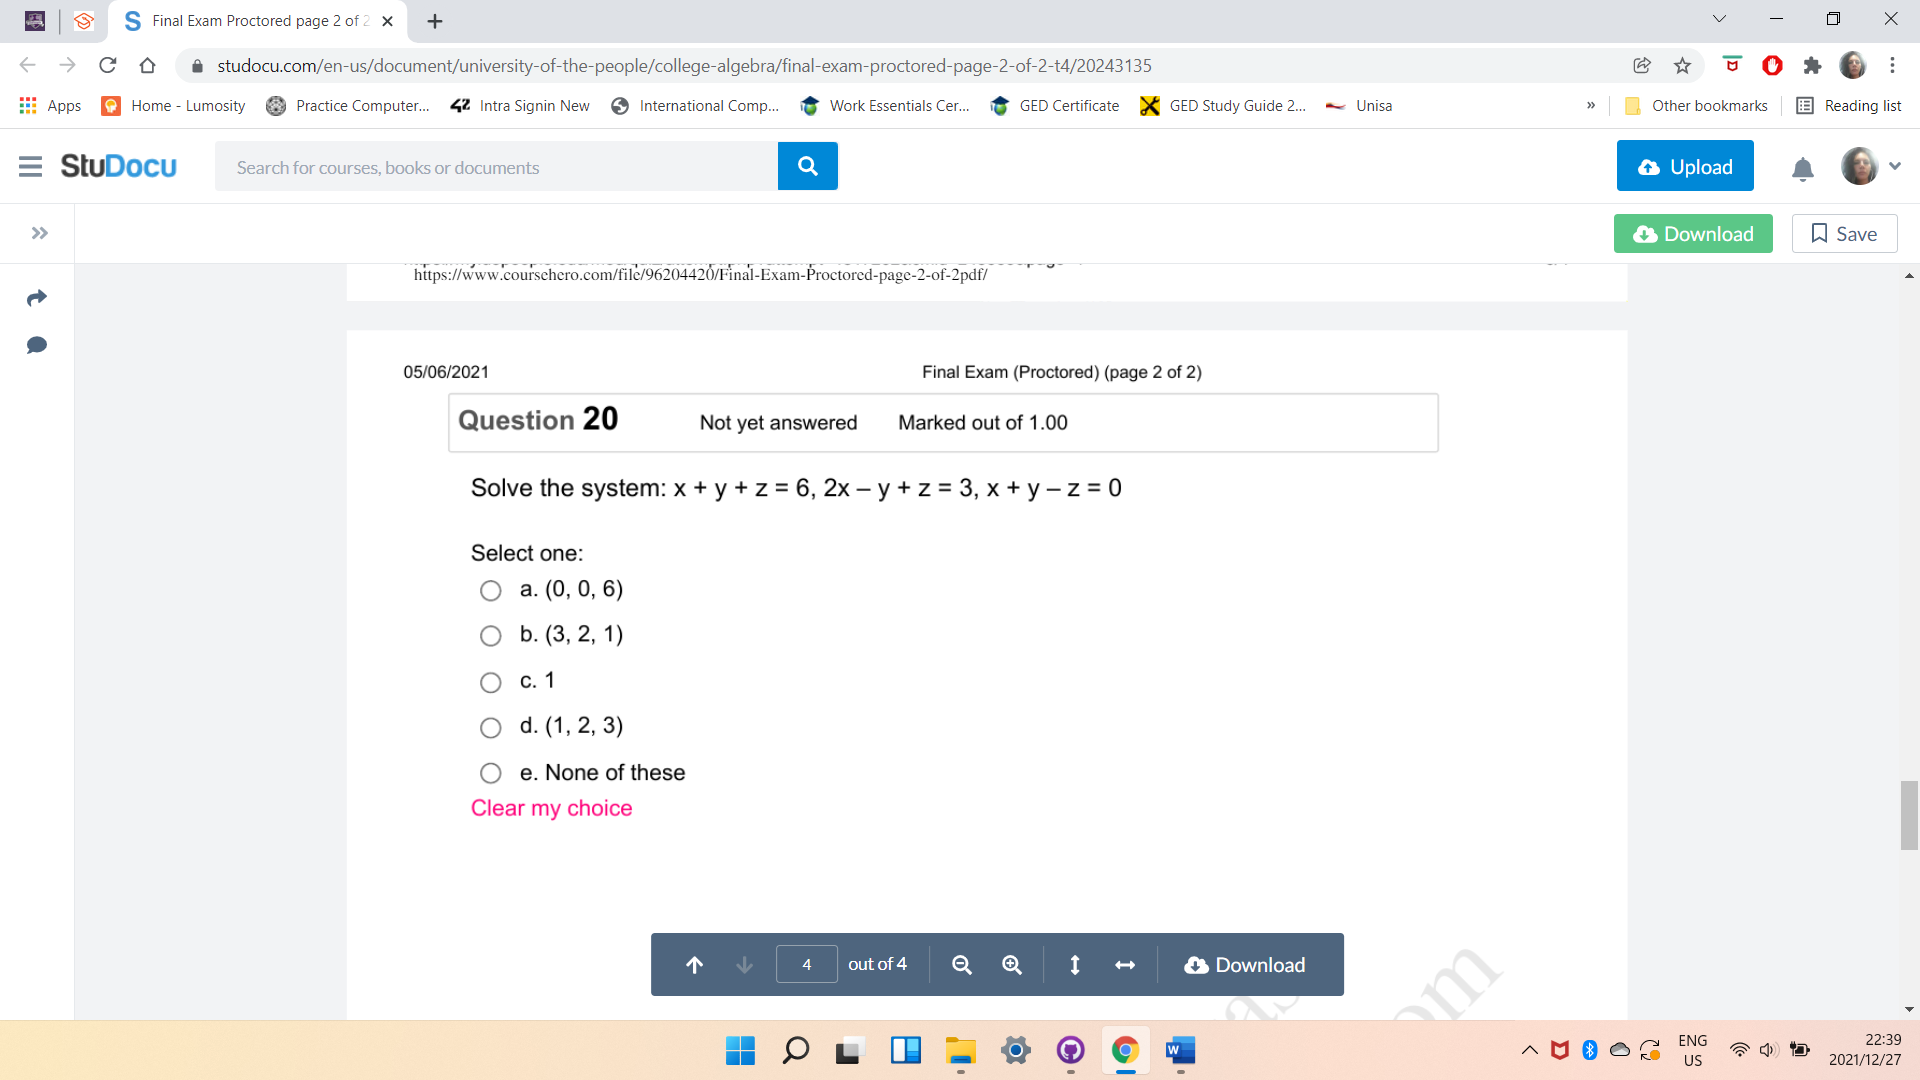 Final Exam Proctored page 2 of 2
studocu.com/en-us/document/university-of-the-people/college-algebra/final-exam-proctored-page-2-of-2-t4/20243135
Apps Home - Lumosity Practice Computer... Intra Signin New International Comp... Work Essentials Cer... GED Certificate GED Study Guide 2... Unisa » Other bookmarks Reading list
StuDocu Search for courses, books or documents Upload
Download Save
https://www.coursehero.com/file/96204420/Final-Exam-Proctored-page-2-of-2pdf/
05/06/2021 Final Exam (Proctored) (page 2 of 2)
Question 20 Not yet answered Marked out of 1.00
Solve the system: x + y + z = 6, 2x – y + z = 3, x + y – z = 0
Select one:
a. (0, 0, 6)
b. (3, 2, 1)
c. 1
d. (1, 2, 3)
e. None of these
Clear my choice
4 out of 4 Download
om
ENG 22:39
US 2021/12/27